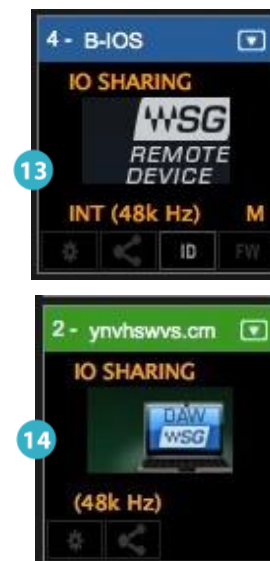 4 - B-IOS
IO SHARING
WSG
REMOTE
DEVICE
13
INT (48k Hz) M
ID FW
2 - ynvhswvs.cm
IO SHARING
DAW
WSG
14
(48k Hz)